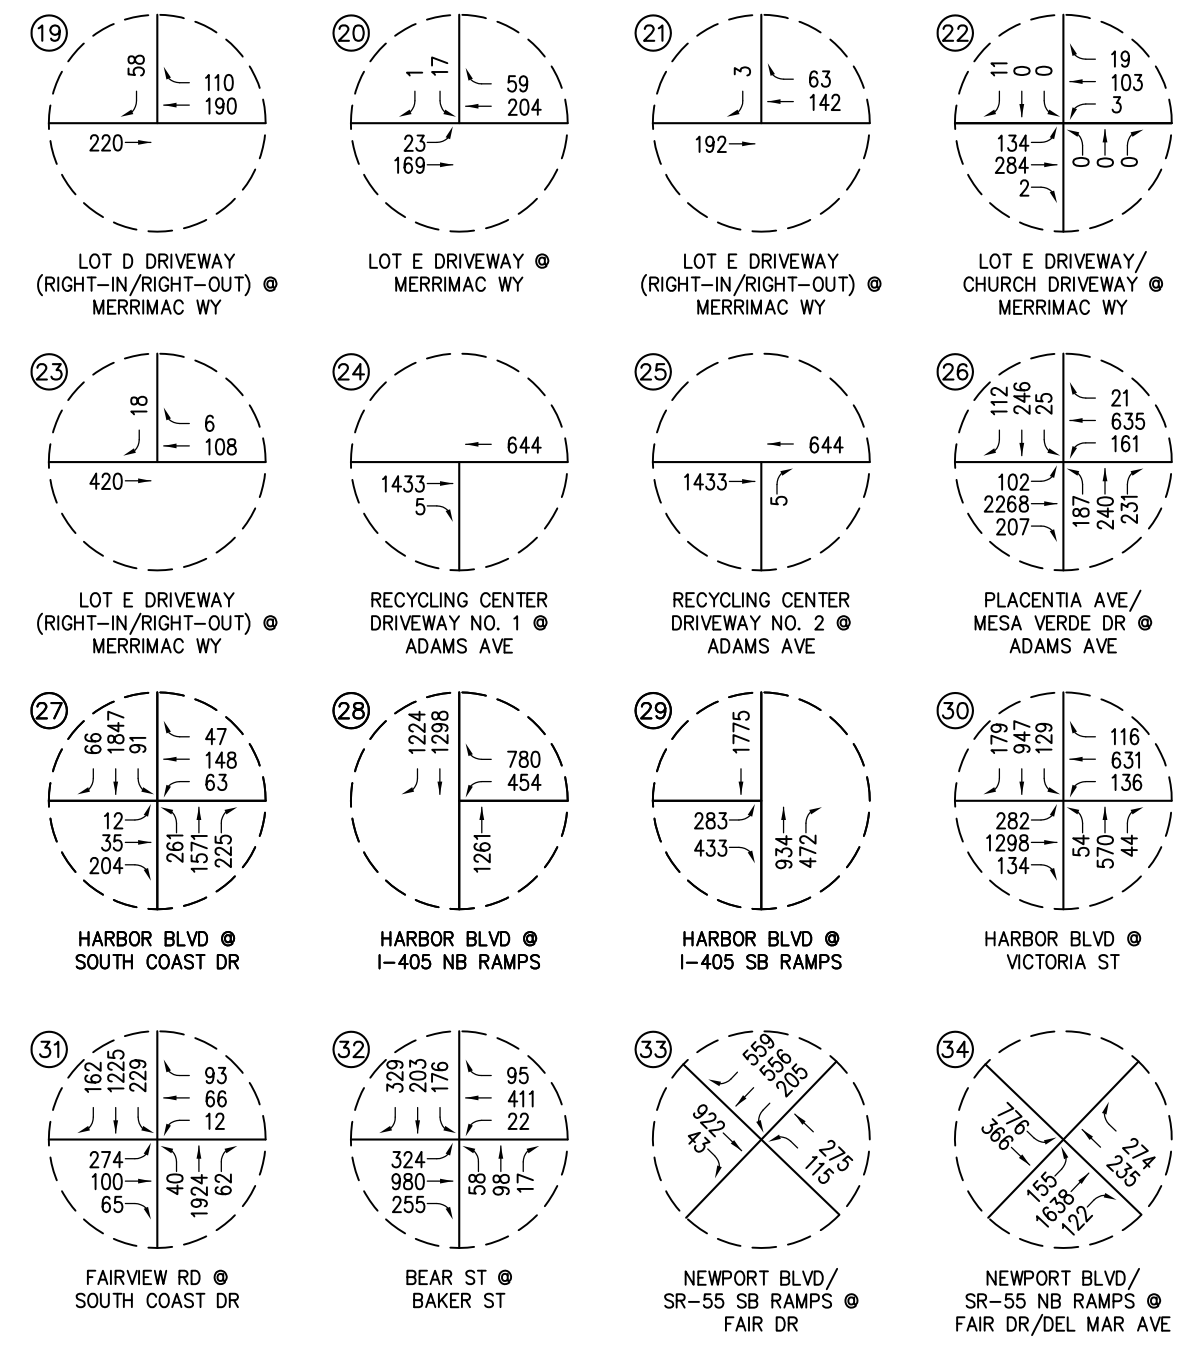 19
58
110
190
220
LOT D DRIVEWAY
(RIGHT-IN/RIGHT-OUT) @
MERRIMAC WY
20
1 17
59
204
23
169
LOT E DRIVEWAY @
MERRIMAC WY
21
3
63
142
192
LOT E DRIVEWAY
(RIGHT-IN/RIGHT-OUT) @
MERRIMAC WY
22
11 0 0
19
103
3
134
284
2
0 0 0
LOT E DRIVEWAY/
CHURCH DRIVEWAY @
MERRIMAC WY
23
18
6
108
420
LOT E DRIVEWAY
(RIGHT-IN/RIGHT-OUT) @
MERRIMAC WY
24
644
1433
5
RECYCLING CENTER
DRIVEWAY NO. 1 @
ADAMS AVE
25
644
1433
5
RECYCLING CENTER
DRIVEWAY NO. 2 @
ADAMS AVE
26
112 246 25
21
635
161
102
2268
207
187 240 231
PLACENTIA AVE/
MESA VERDE DR @
ADAMS AVE
27
66 1847 91
47
148
63
12
35
204
261 1571 225
HARBOR BLVD @
SOUTH COAST DR
28
1224 1298
780
454
1261
HARBOR BLVD @
I-405 NB RAMPS
29
1775
283
433
934 472
HARBOR BLVD @
I-405 SB RAMPS
30
179 947 129
116
631
136
282
1298
134
54 570 44
HARBOR BLVD @
VICTORIA ST
31
162 1225 229
93
66
12
274
100
65
40 1924 62
FAIRVIEW RD @
SOUTH COAST DR
32
329 203 176
95
411
22
324
980
255
58 98 17
BEAR ST @
BAKER ST
33
559
556
205
922
43
275
115
NEWPORT BLVD/
SR-55 SB RAMPS @
FAIR DR
34
776
366
274
235
155
1638
122
NEWPORT BLVD/
SR-55 NB RAMPS @
FAIR DR/DEL MAR AVE